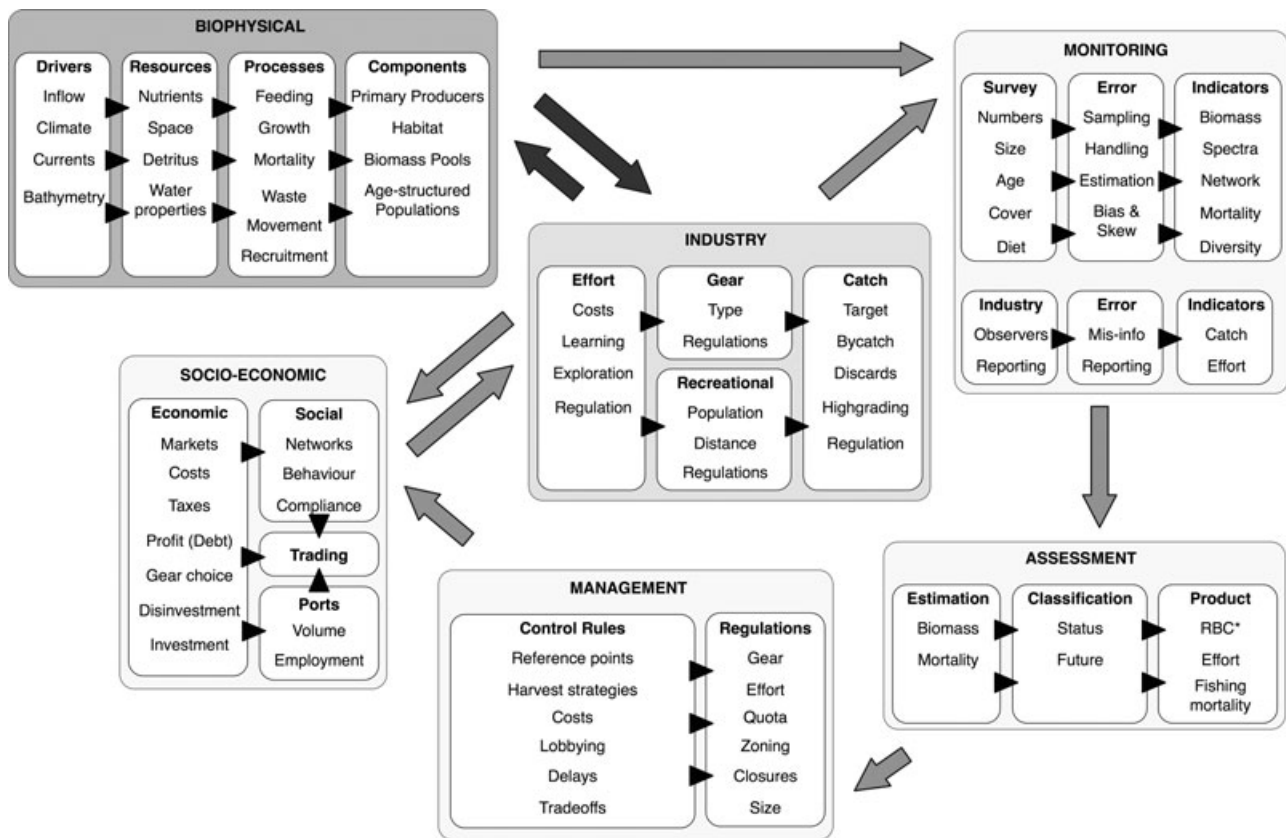 BIOPHYSICAL
Drivers
Inflow
Climate
Currents
Bathymetry
Resources
Nutrients
Space
Detritus
Water
properties
Processes
Feeding
Growth
Mortality
Waste
Movement
Recruitment
Components
Primary Producers
Habitat
Biomass Pools
Age-structured
Populations
MONITORING
Survey
Numbers
Size
Age
Cover
Diet
Error
Sampling
Handling
Estimation
Bias &
Skew
Indicators
Biomass
Spectra
Network
Mortality
Diversity
Industry
Observers
Reporting
Error
Mis-info
Reporting
Indicators
Catch
Effort
INDUSTRY
Effort
Costs
Learning
Exploration
Regulation
Gear
Type
Regulations
Recreational
Population
Distance
Regulations
Catch
Target
Bycatch
Discards
Highgrading
Regulation
SOCIO-ECONOMIC
Economic
Markets
Costs
Taxes
Profit (Debt)
Gear choice
Disinvestment
Investment
Social
Networks
Behaviour
Compliance
Trading
Ports
Volume
Employment
MANAGEMENT
Control Rules
Reference points
Harvest strategies
Costs
Lobbying
Delays
Tradeoffs
Regulations
Gear
Effort
Quota
Zoning
Closures
Size
ASSESSMENT
Estimation
Biomass
Mortality
Classification
Status
Future
Product
RBC*
Effort
Fishing
mortality